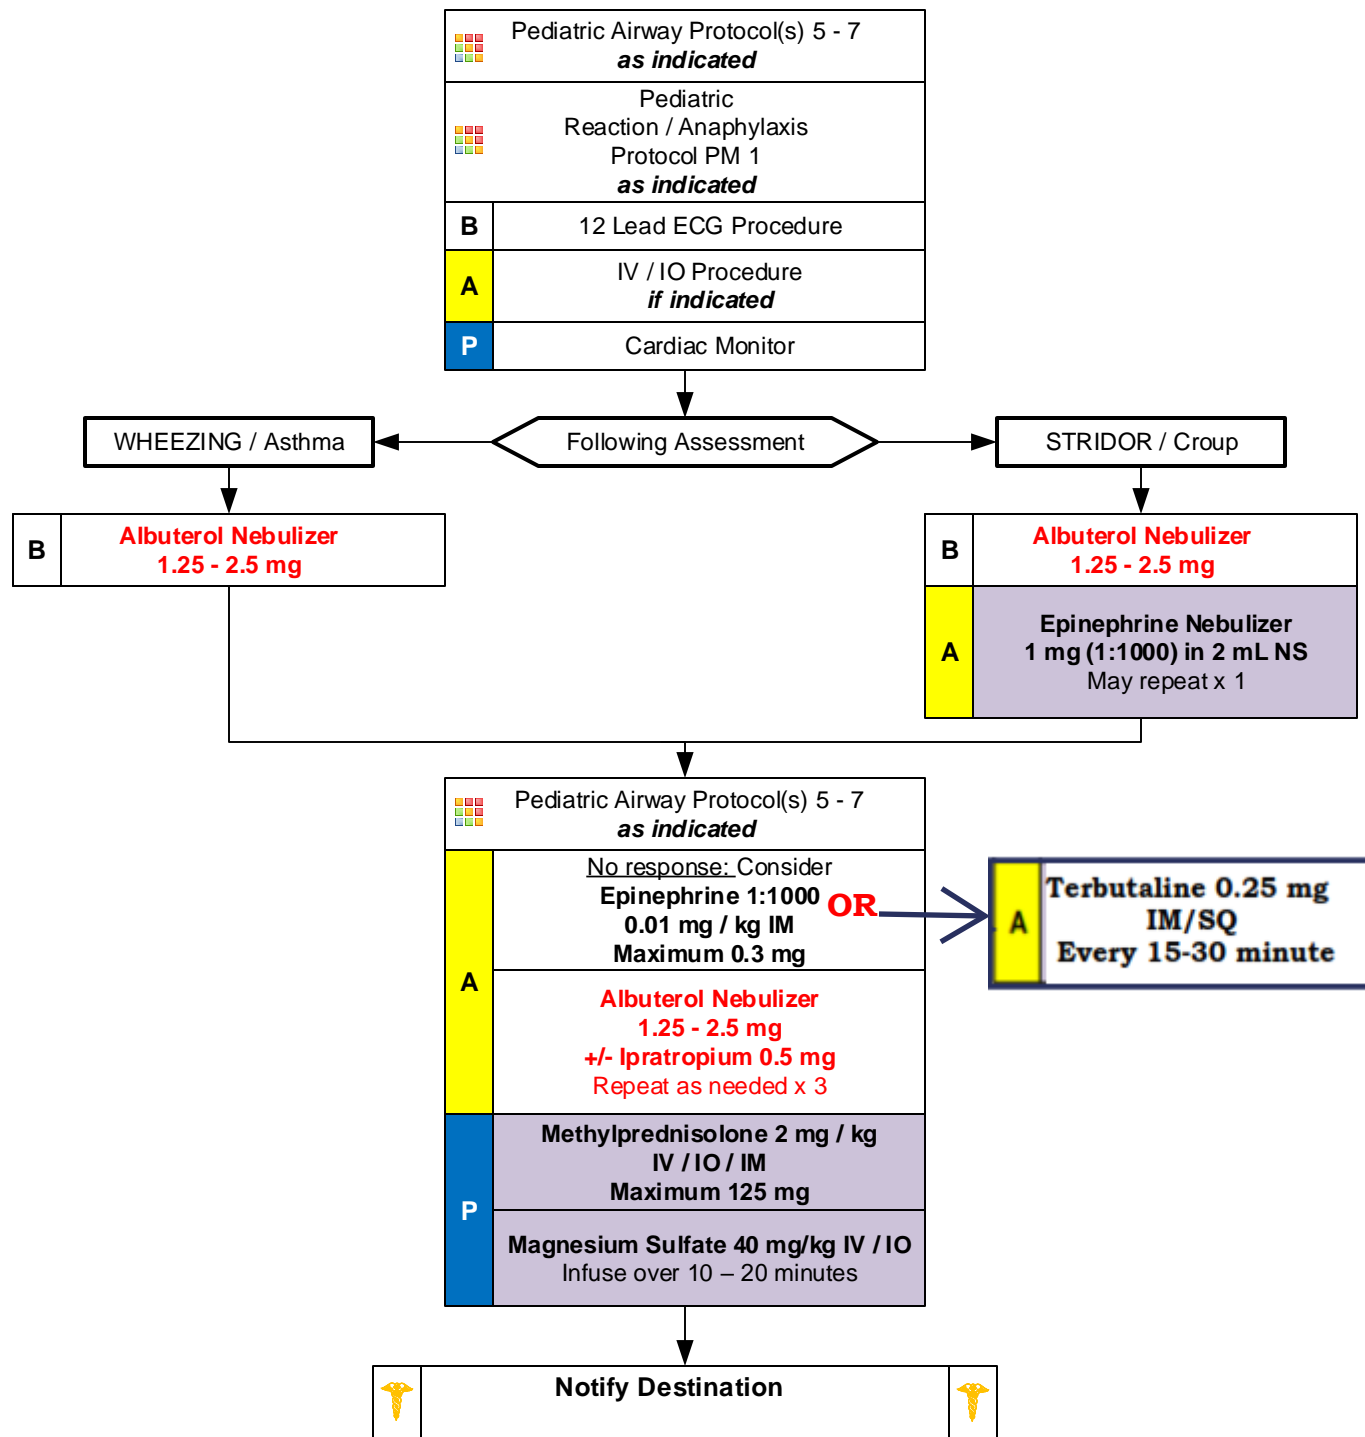 Pediatric Airway Protocol(s) 5 - 7
as indicated
Pediatric
Reaction / Anaphylaxis
Protocol PM 1
as indicated
B
12 Lead ECG Procedure
A
IV / IO Procedure
if indicated
P
Cardiac Monitor
WHEEZING / Asthma
Following Assessment
STRIDOR / Croup
B
Albuterol Nebulizer
1.25 - 2.5 mg
B
Albuterol Nebulizer
1.25 - 2.5 mg
A
Epinephrine Nebulizer
1 mg (1:1000) in 2 mL NS
May repeat x 1
Pediatric Airway Protocol(s) 5 - 7
as indicated
A
No response: Consider
Epinephrine 1:1000
0.01 mg / kg IM
Maximum 0.3 mg
OR
A
Terbutaline 0.25 mg
IM/SQ
Every 15-30 minute
Albuterol Nebulizer
1.25 - 2.5 mg
+/- Ipratropium 0.5 mg
Repeat as needed x 3
P
Methylprednisolone 2 mg / kg
IV / IO / IM
Maximum 125 mg
Magnesium Sulfate 40 mg/kg IV / IO
Infuse over 10 – 20 minutes
Notify Destination